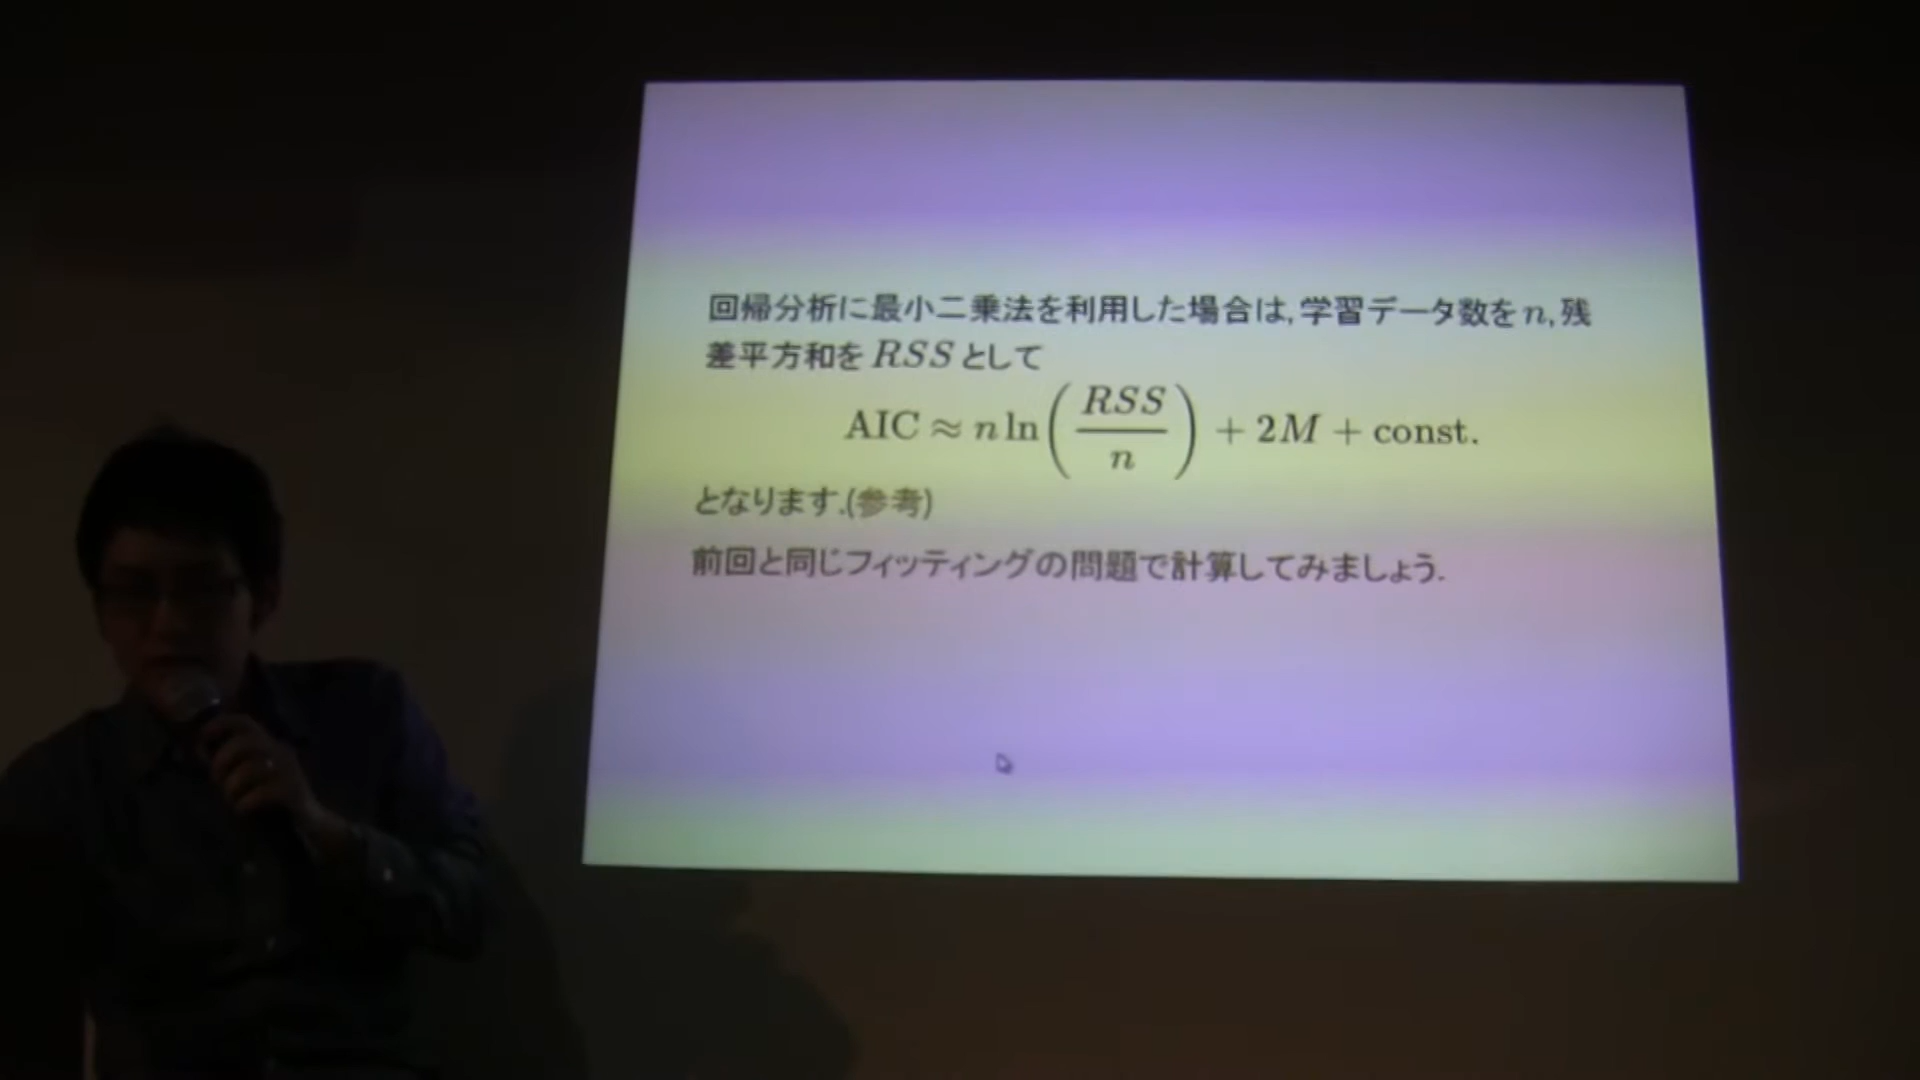 回帰分析に最小二乗法を利用した場合は,学習データ数を n,残
差平方和を RSS として
AIC ≈ n ln(RSS/n) + 2M + const.
となります.(参考)
前回と同じフィッティングの問題で計算してみましょう.